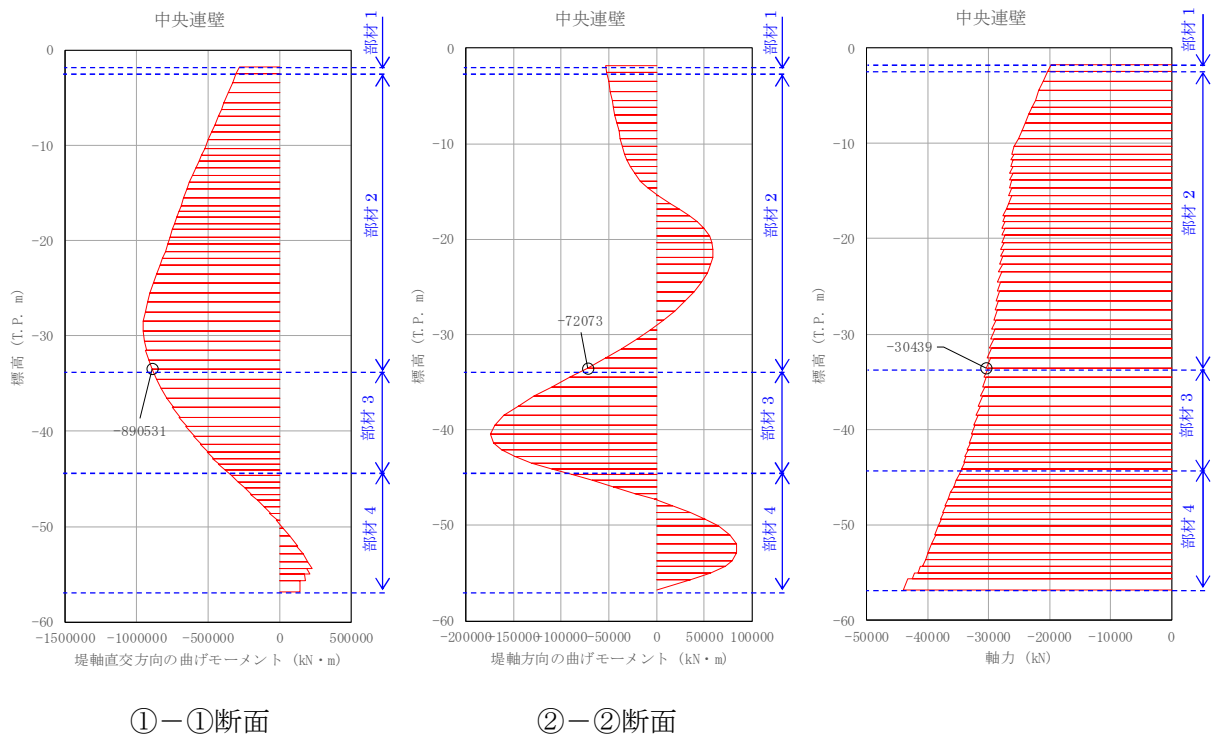 中央連壁
0
-10
-20
-30
-40
-50
-60
標高 (T.P. m)
-890531
-1500000 -1000000 -500000 0 500000
堤軸直交方向の曲げモーメント (kN・m)
部材1
部材2
部材3
部材4
①-①断面
中央連壁
0
-10
-20
-30
-40
-50
-60
標高 (T.P. m)
-72073
-200000 -150000 -100000 -50000 0 50000 100000
堤軸方向の曲げモーメント (kN・m)
部材1
部材2
部材3
部材4
②-②断面
中央連壁
0
-10
-20
-30
-40
-50
-60
標高 (T.P. m)
-30439
-50000 -40000 -30000 -20000 -10000 0
軸力 (kN)
部材1
部材2
部材3
部材4